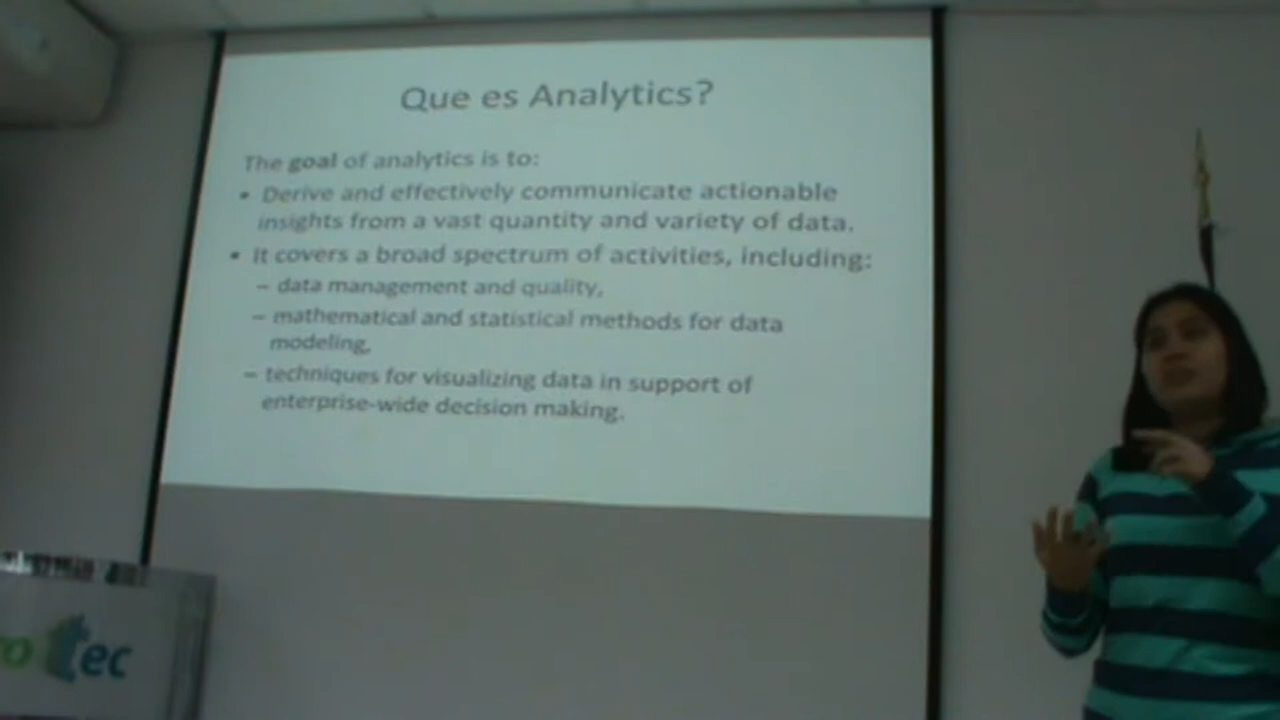 Que es Analytics?
The goal of analytics is to:
• Derive and effectively communicate actionable
insights from a vast quantity and variety of data.
• It covers a broad spectrum of activities, including:
– data management and quality,
– mathematical and statistical methods for data
modeling,
– techniques for visualizing data in support of
enterprise-wide decision making.
ro tec